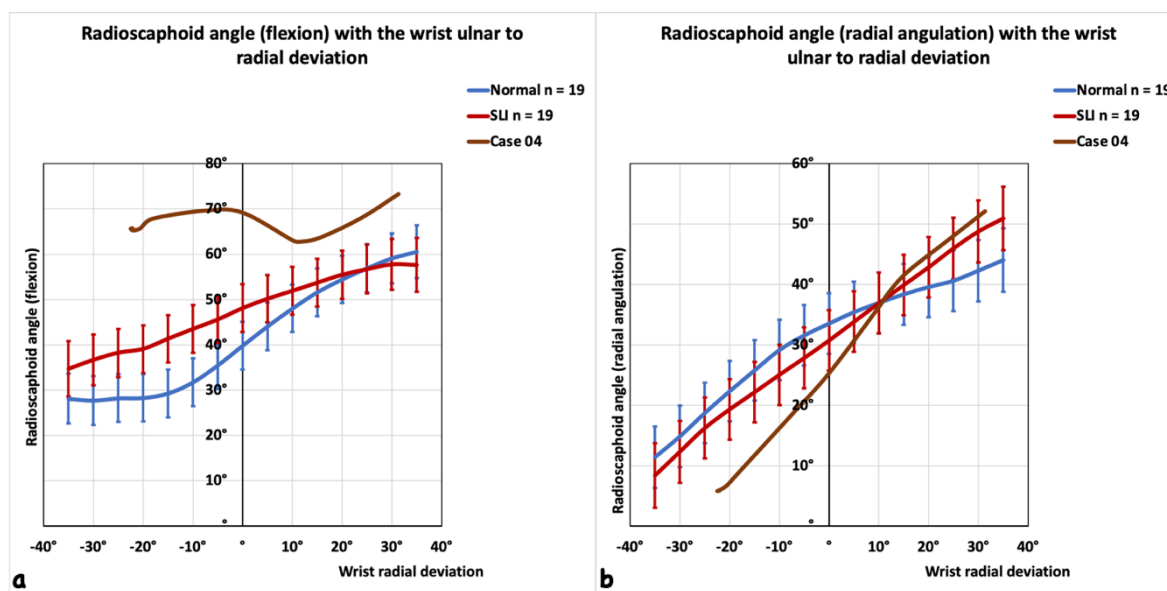 Radioscaphoid angle (flexion) with the wrist ulnar to
radial deviation
Normal n = 19
SLI n = 19
Case 04
80°
70°
60°
50°
40°
30°
20°
10°
°
Radioscaphoid angle (flexion)
-40° -30° -20° -10° ° 10° 20° 30° 40°
Wrist radial deviation
a
Radioscaphoid angle (radial angulation) with the wrist
ulnar to radial deviation
Normal n = 19
SLI n = 19
Case 04
60°
50°
40°
30°
20°
10°
°
Radioscaphoid angle (radial angulation)
-40° -30° -20° -10° ° 10° 20° 30° 40°
Wrist radial deviation
b